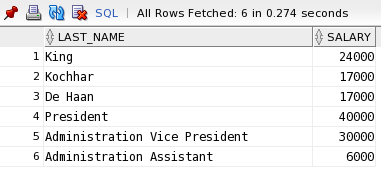 SQL | All Rows Fetched: 6 in 0.274 seconds
LAST_NAME SALARY
1 King 24000
2 Kochhar 17000
3 De Haan 17000
4 President 40000
5 Administration Vice President 30000
6 Administration Assistant 6000